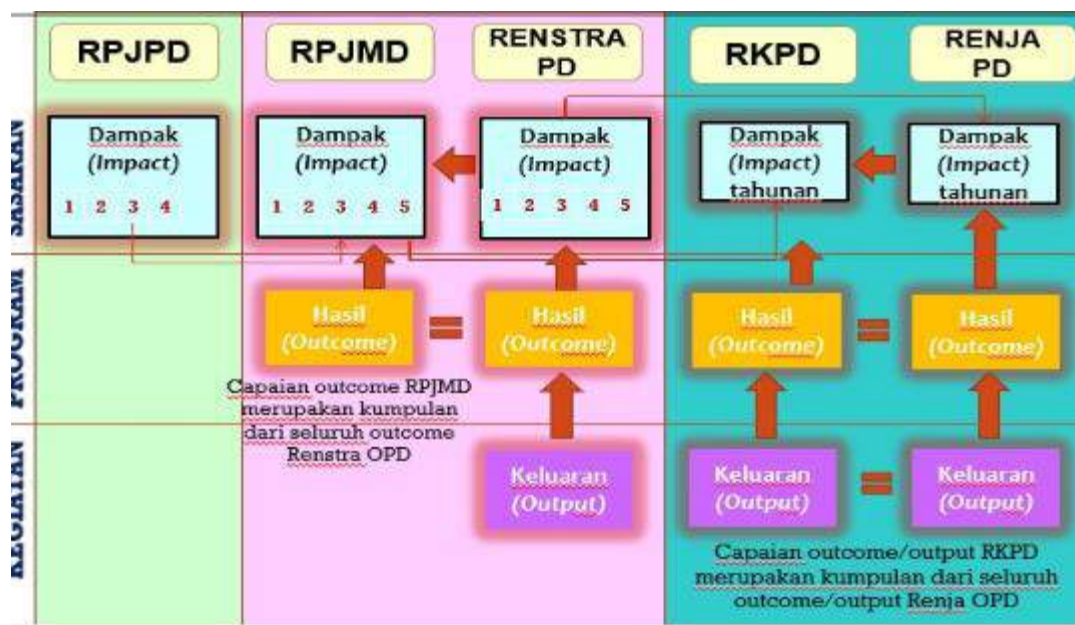 RPJPD
RPJMD
RENSTRA
PD
RKPD
RENJA
PD
SASARAN
Dampak
(Impact)
1 2 3 4
Dampak
(Impact)
1 2 3 4 5
Dampak
(Impact)
1 2 3 4 5
Dampak
(Impact)
tahunan
Dampak
(Impact)
tahunan
PROGRAM
Hasil
(Outcome)
=
Hasil
(Outcome)
Hasil
(Outcome)
=
Hasil
(Outcome)
Capaian outcome RPJMD
merupakan kumpulan
dari seluruh outcome
Renstra OPD
KEGIATAN
Keluaran
(Output)
Keluaran
(Output)
=
Keluaran
(Output)
Capaian outcome/output RKPD
merupakan kumpulan dari seluruh
outcome/output Renja OPD